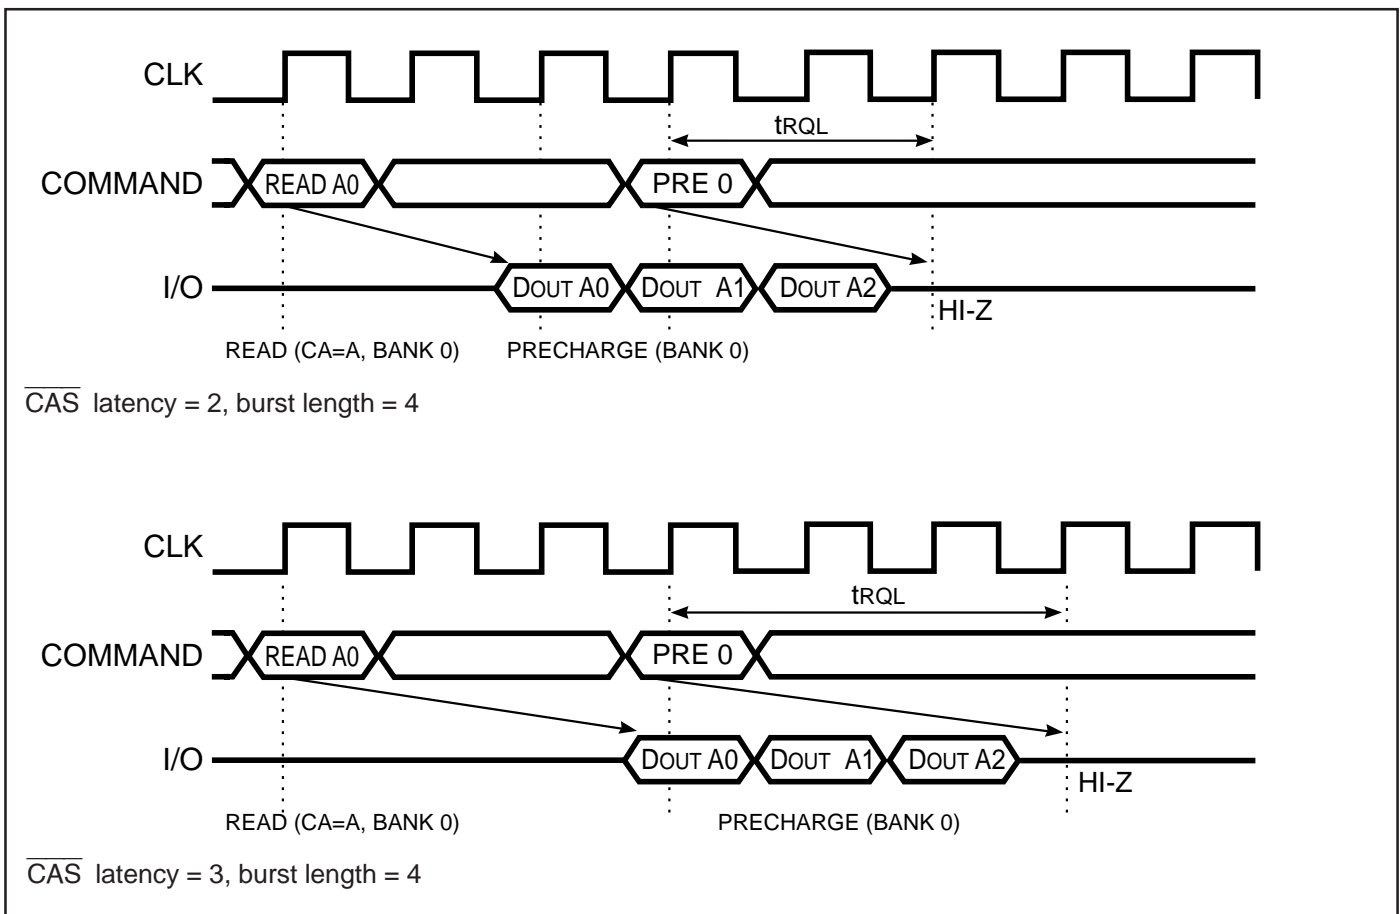 CLK
tRQL
COMMAND READ A0 PRE 0
I/O DOUT A0 DOUT A1 DOUT A2
HI-Z
READ (CA=A, BANK 0) PRECHARGE (BANK 0)
CAS latency = 2, burst length = 4
CLK
tRQL
COMMAND READ A0 PRE 0
I/O DOUT A0 DOUT A1 DOUT A2
HI-Z
READ (CA=A, BANK 0) PRECHARGE (BANK 0)
CAS latency = 3, burst length = 4